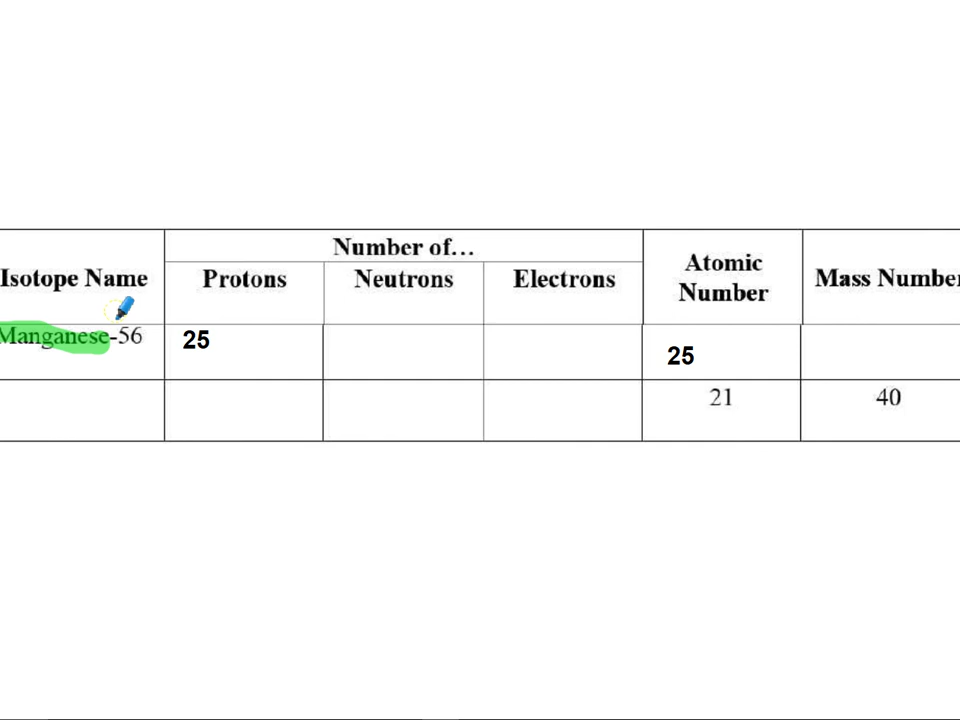 Number of...
Isotope Name
Protons
Neutrons
Electrons
Atomic
Number
Mass Number
Manganese-56
25
25
21
40